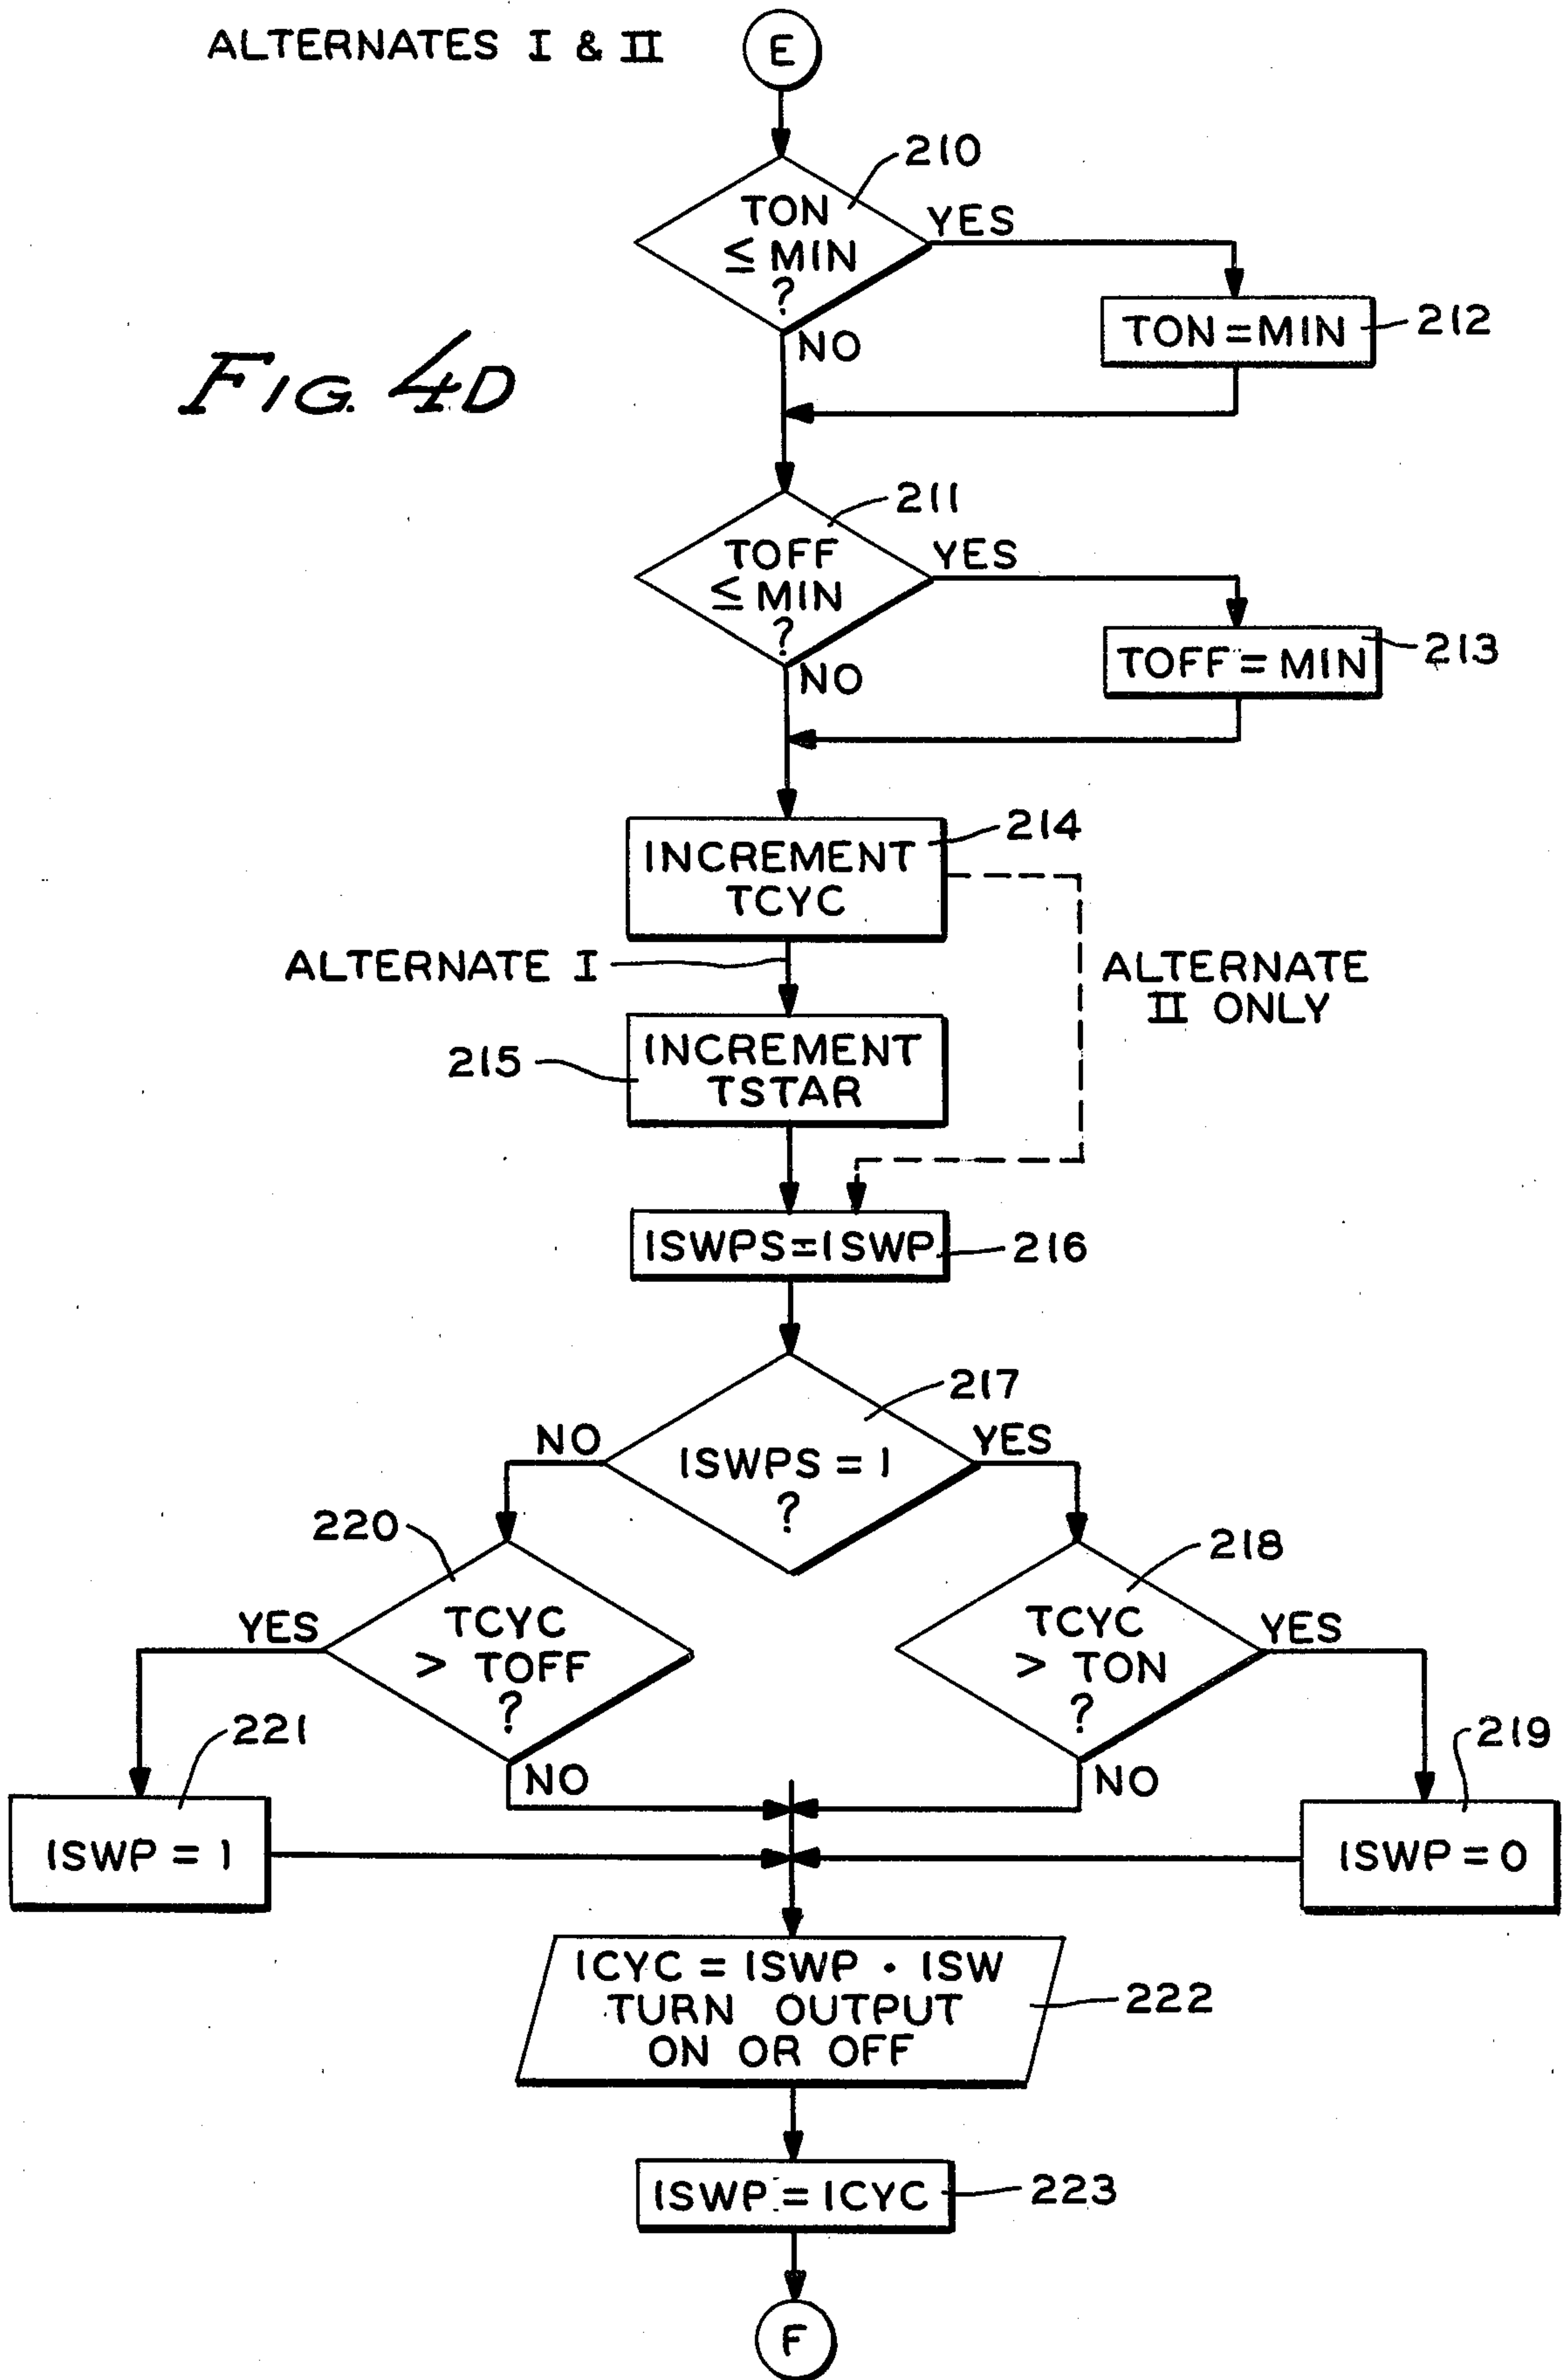 ALTERNATES I & II
E
210
TON
≤ MIN
?
YES
NO
TON = MIN
212
FIG. 4D
211
TOFF
≤ MIN
?
YES
NO
TOFF = MIN
213
214
INCREMENT
TCYC
ALTERNATE I
ALTERNATE
II ONLY
215
INCREMENT
TSTAR
ISWPS = ISWP
216
217
NO
ISWPS = 1
?
YES
220
TCYC
> TOFF
?
YES
NO
218
TCYC
> TON
?
YES
NO
221
ISWP = 1
219
ISWP = 0
ICYC = ISWP · ISW
TURN OUTPUT
ON OR OFF
222
ISWP = ICYC
223
F